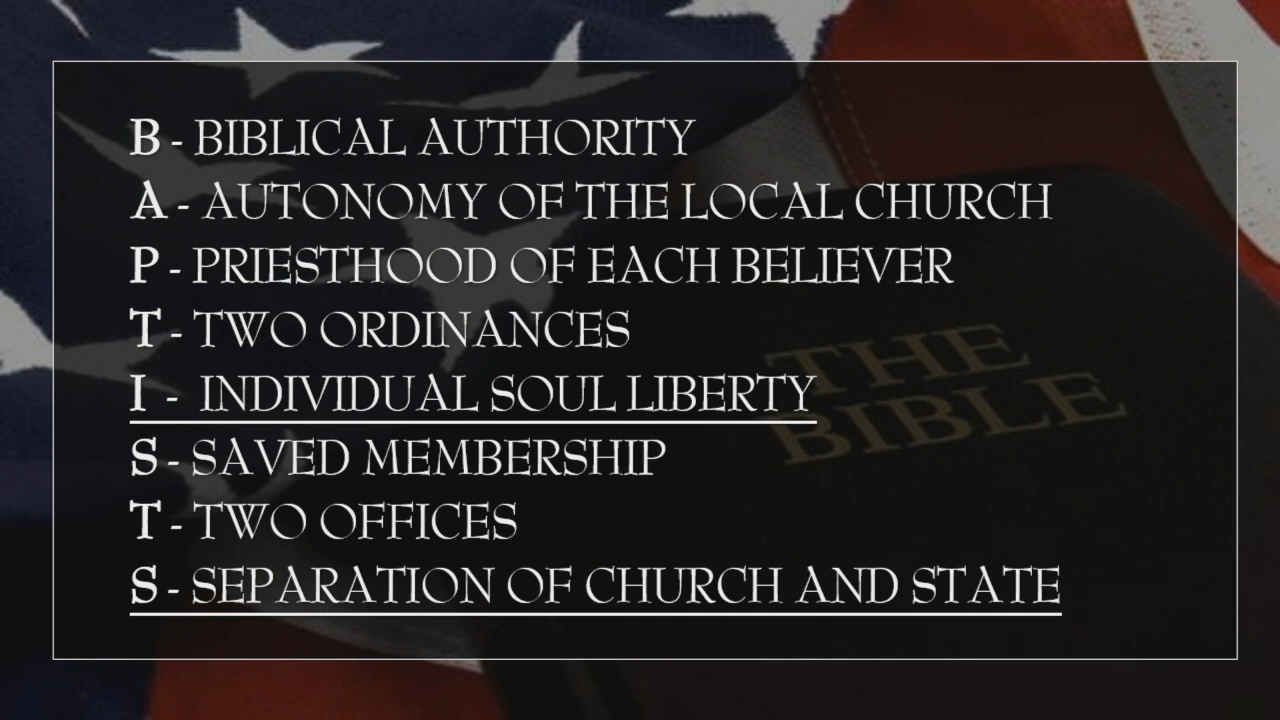 B - BIBLICAL AUTHORITY
A - AUTONOMY OF THE LOCAL CHURCH
P - PRIESTHOOD OF EACH BELIEVER
T - TWO ORDINANCES
I - INDIVIDUAL SOUL LIBERTY
S - SAVED MEMBERSHIP
T - TWO OFFICES
S - SEPARATION OF CHURCH AND STATE
THE
BIBLE